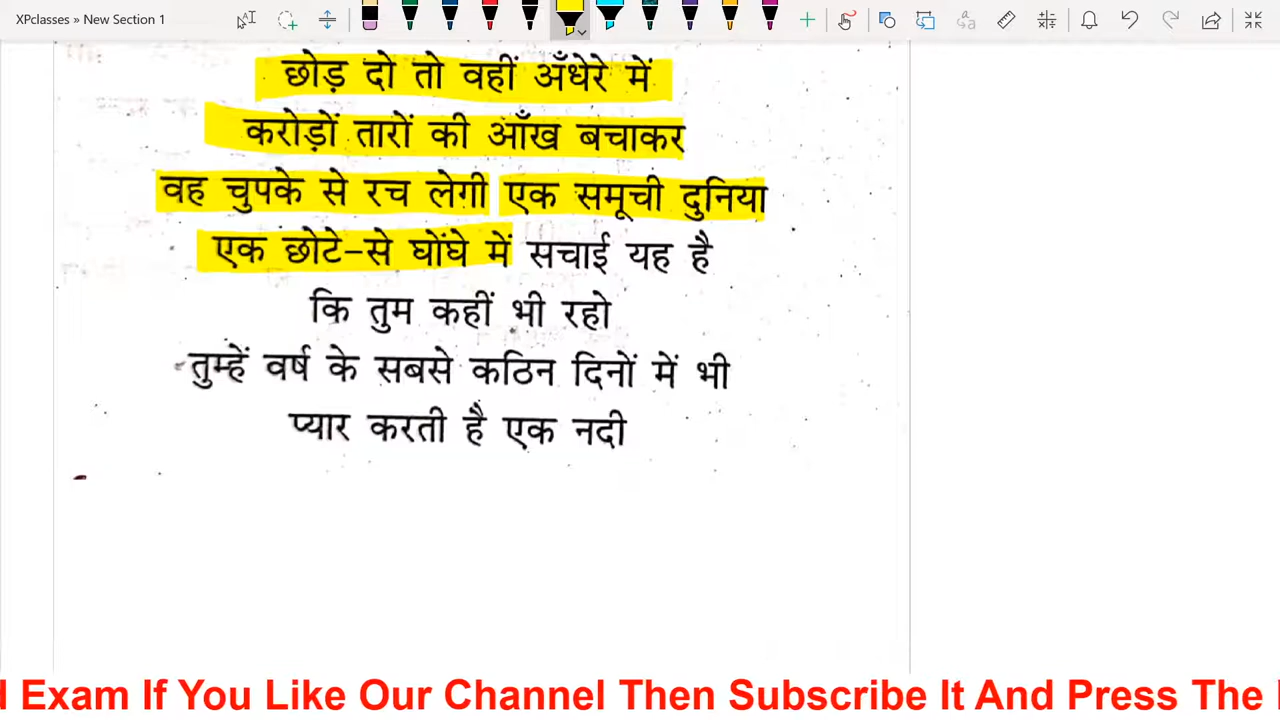 XPclasses » New Section 1
छोड़ दो तो वहीं अँधेरे में
करोड़ों तारों की आँख बचाकर
वह चुपके से रच लेगी एक समूची दुनिया
एक छोटे-से घोंघे में सचाई यह है
कि तुम कहीं भी रहो
तुम्हें वर्ष के सबसे कठिन दिनों में भी
प्यार करती है एक नदी
Exam If You Like Our Channel Then Subscribe It And Press The